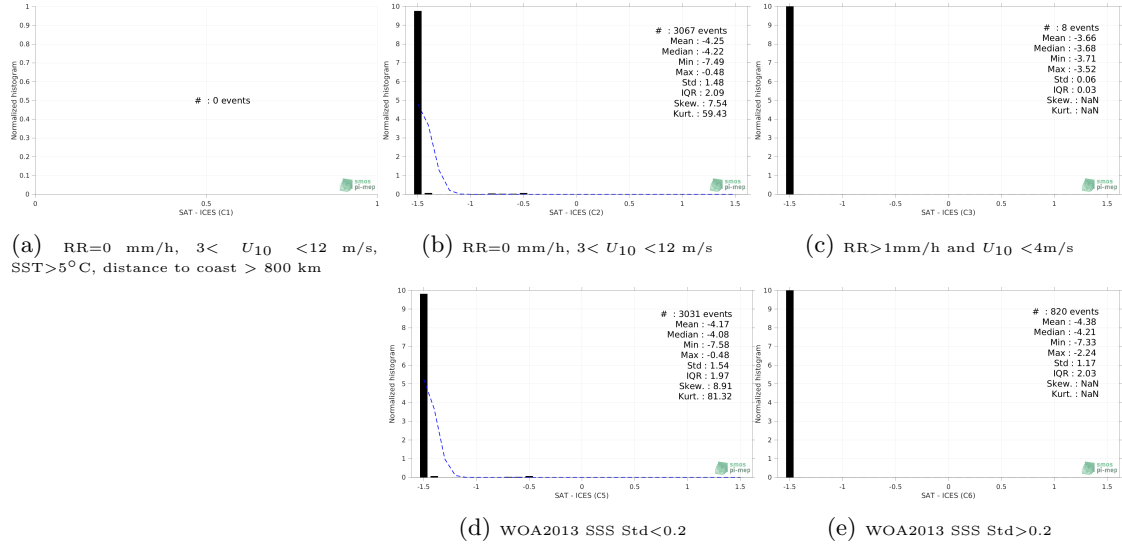 1
0.9
0.8
0.7
0.6
0.5
0.4
0.3
0.2
0.1
0
Normalized histogram
# : 0 events
smos
pi-mep
0 0.5 1
SAT - ICES (C1)
(a) RR=0 mm/h, 3< U10 <12 m/s,
SST>5°C, distance to coast > 800 km
10
9
8
7
6
5
4
3
2
1
0
Normalized histogram
# : 3067 events
Mean : -4.25
Median : -4.22
Min : -7.49
Max : -0.48
Std : 1.48
IQR : 2.09
Skew. : 7.54
Kurt. : 59.43
smos
pi-mep
-1.5 -1 -0.5 0 0.5 1 1.5
SAT - ICES (C2)
(b) RR=0 mm/h, 3< U10 <12 m/s
10
9
8
7
6
5
4
3
2
1
0
Normalized histogram
# : 8 events
Mean : -3.66
Median : -3.68
Min : -3.71
Max : -3.52
Std : 0.06
IQR : 0.03
Skew. : NaN
Kurt. : NaN
smos
pi-mep
-1.5 -1 -0.5 0 0.5 1 1.5
SAT - ICES (C3)
(c) RR>1mm/h and U10 <4m/s
10
9
8
7
6
5
4
3
2
1
0
Normalized histogram
# : 3031 events
Mean : -4.17
Median : -4.08
Min : -7.58
Max : -0.48
Std : 1.54
IQR : 1.97
Skew. : 8.91
Kurt. : 81.32
smos
pi-mep
-1.5 -1 -0.5 0 0.5 1 1.5
SAT - ICES (C5)
(d) WOA2013 SSS Std<0.2
10
9
8
7
6
5
4
3
2
1
0
Normalized histogram
# : 820 events
Mean : -4.38
Median : -4.21
Min : -7.33
Max : -2.24
Std : 1.17
IQR : 2.03
Skew. : NaN
Kurt. : NaN
smos
pi-mep
-1.5 -1 -0.5 0 0.5 1 1.5
SAT - ICES (C6)
(e) WOA2013 SSS Std>0.2